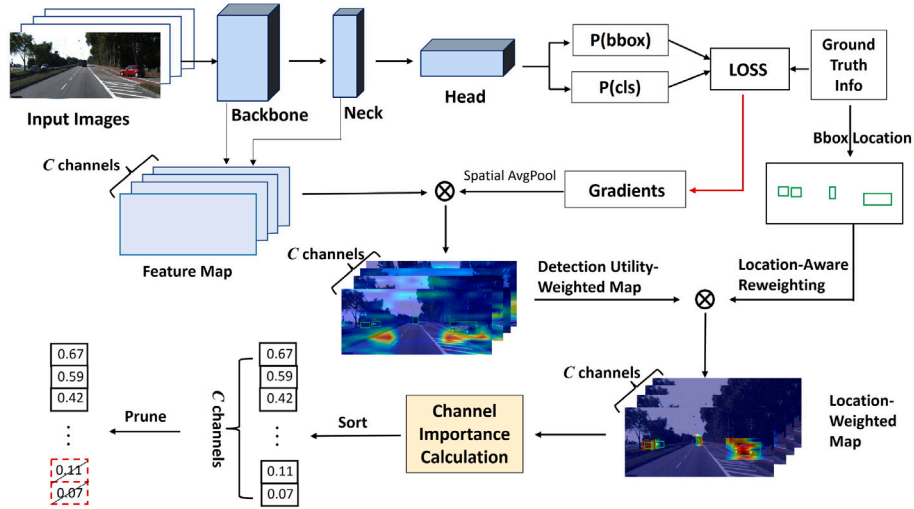 Input Images
Backbone
Neck
Head
P(bbox)
P(cls)
LOSS
Ground
Truth
Info
Bbox Location
C channels
Feature Map
Spatial AvgPool
Gradients
C channels
Detection Utility-
Weighted Map
Location-Aware
Reweighting
C channels
Location-
Weighted
Map
Channel
Importance
Calculation
Sort
0.67
0.59
0.42
⋮
0.11
0.07
C channels
Prune
0.67
0.59
0.42
⋮
0.11
0.07